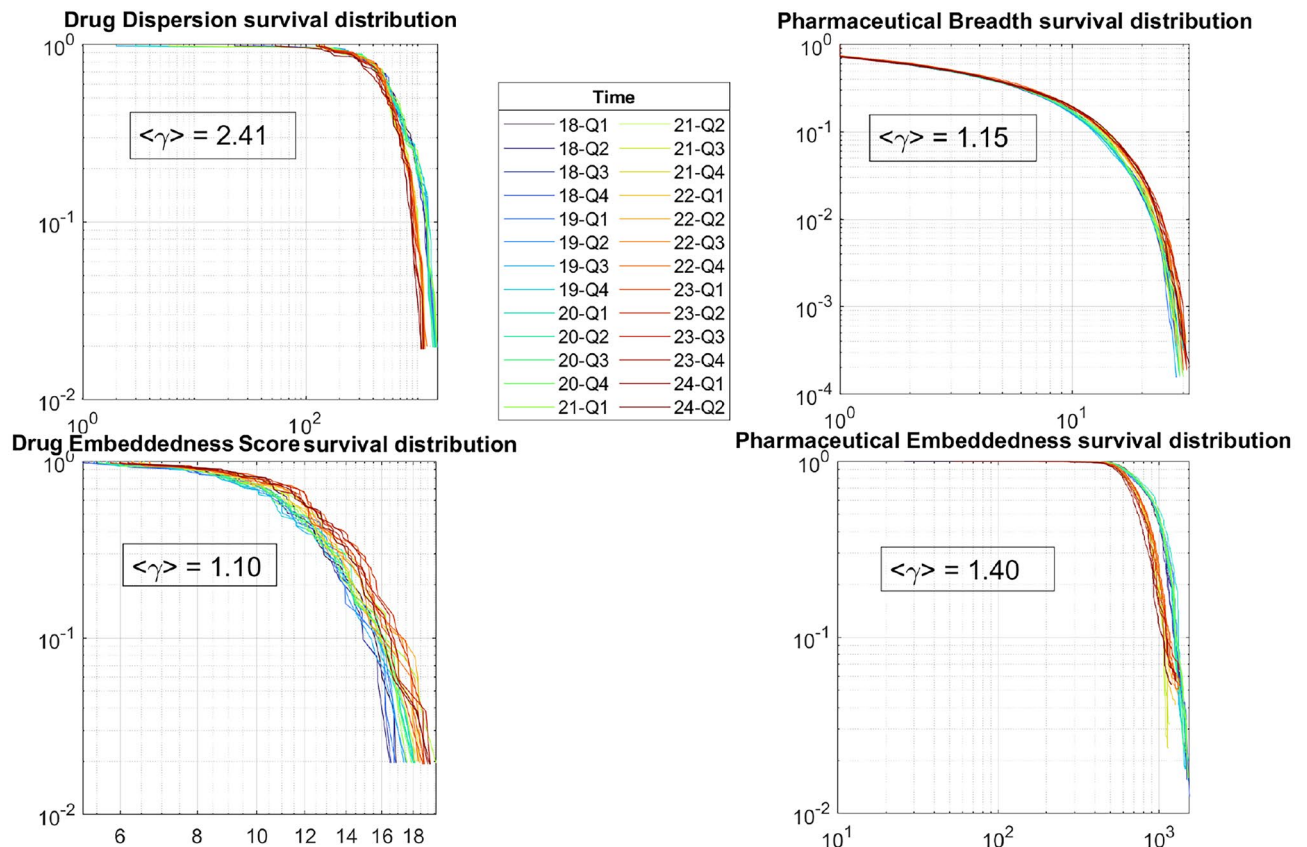 Drug Dispersion survival distribution
10^0
<γ> = 2.41
10^-1
10^-2
10^0 10^2
Pharmaceutical Breadth survival distribution
10^0
10^-1
<γ> = 1.15
10^-2
10^-3
10^-4
10^0 10^1
Time
18-Q1 21-Q2
18-Q2 21-Q3
18-Q3 21-Q4
18-Q4 22-Q1
19-Q1 22-Q2
19-Q2 22-Q3
19-Q3 22-Q4
19-Q4 23-Q1
20-Q1 23-Q2
20-Q2 23-Q3
20-Q3 23-Q4
20-Q4 24-Q1
21-Q1 24-Q2
Drug Embeddedness Score survival distribution
10^0
<γ> = 1.10
10^-1
10^-2
6 8 10 12 14 16 18
Pharmaceutical Embeddedness survival distribution
10^0
<γ> = 1.40
10^-1
10^-2
10^1 10^2 10^3